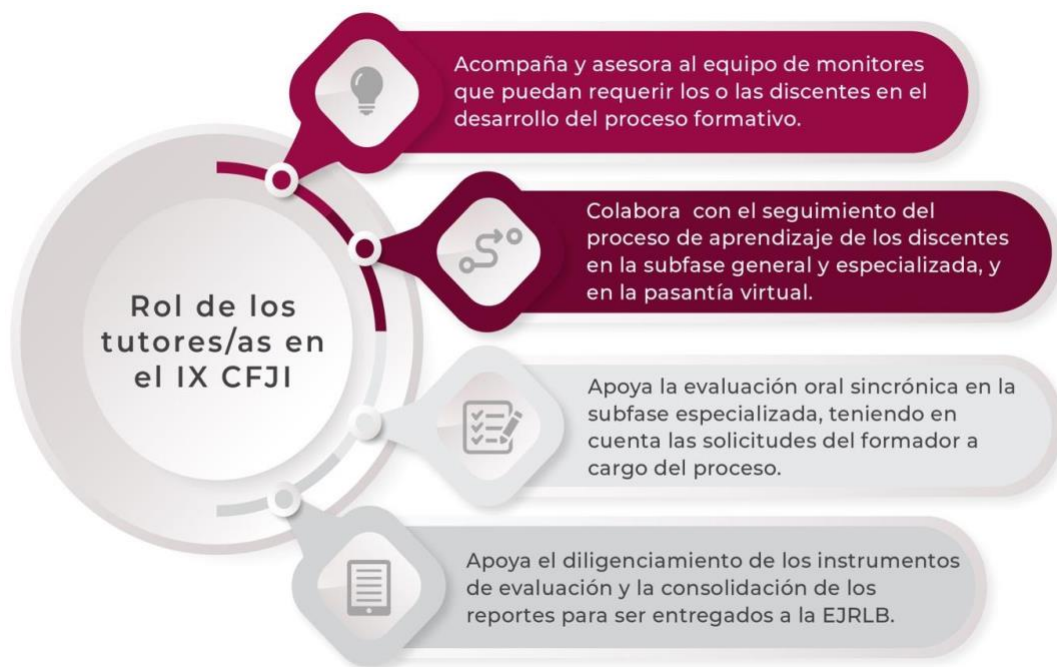 Rol de los
tutores/as en
el IX CFJI
Acompaña y asesora al equipo de monitores
que puedan requerir los o las discentes en el
desarrollo del proceso formativo.
Colabora con el seguimiento del
proceso de aprendizaje de los discentes
en la subfase general y especializada, y
en la pasantía virtual.
Apoya la evaluación oral sincrónica en la
subfase especializada, teniendo en
cuenta las solicitudes del formador a
cargo del proceso.
Apoya el diligenciamiento de los instrumentos
de evaluación y la consolidación de los
reportes para ser entregados a la EJRLB.